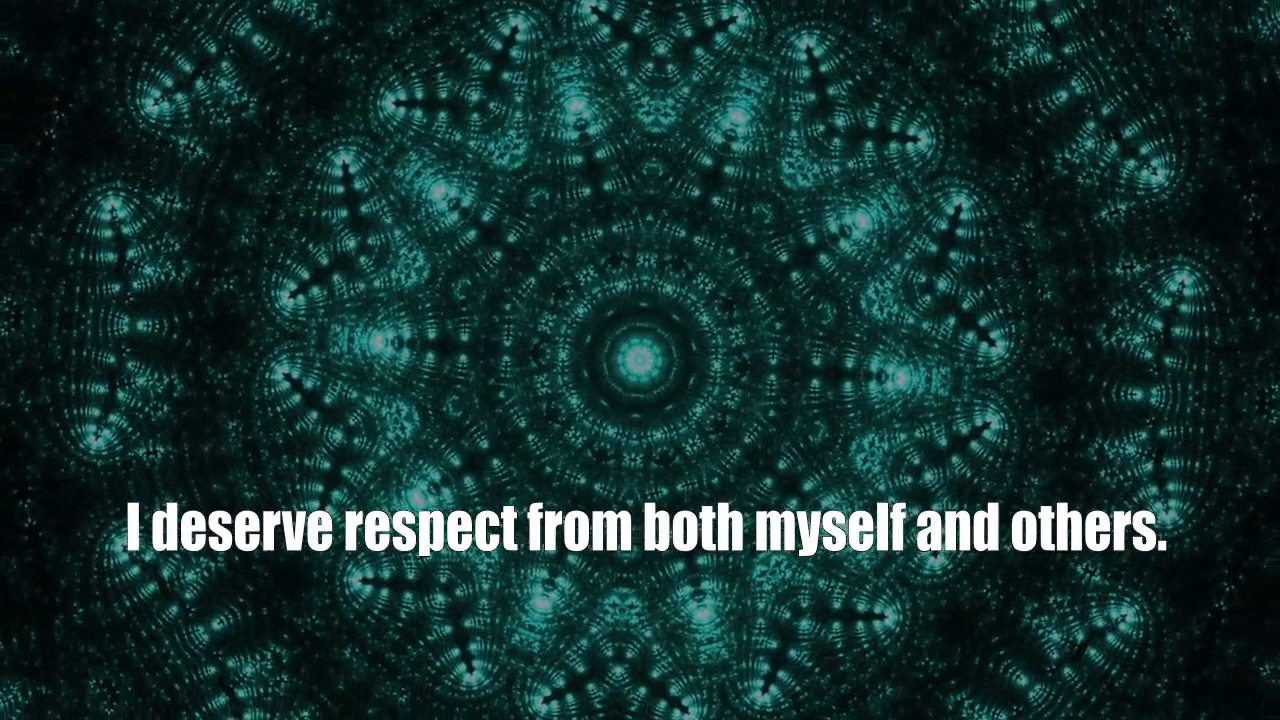 I deserve respect from both myself and others.